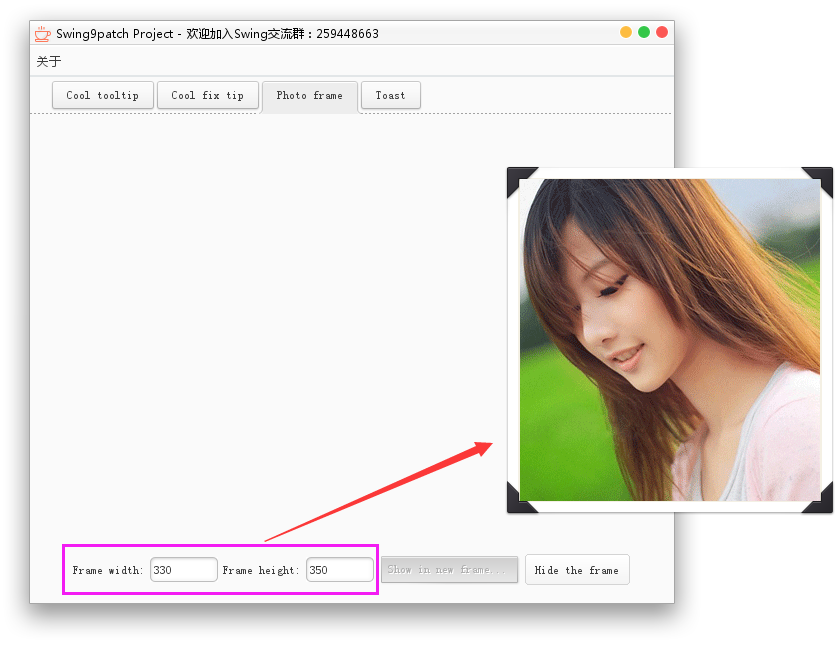 Swing9patch Project - 欢迎加入Swing交流群：259448663
关于
Cool tooltip Cool fix tip Photo frame Toast
Frame width: 330 Frame height: 350 Show in new frame... Hide the frame